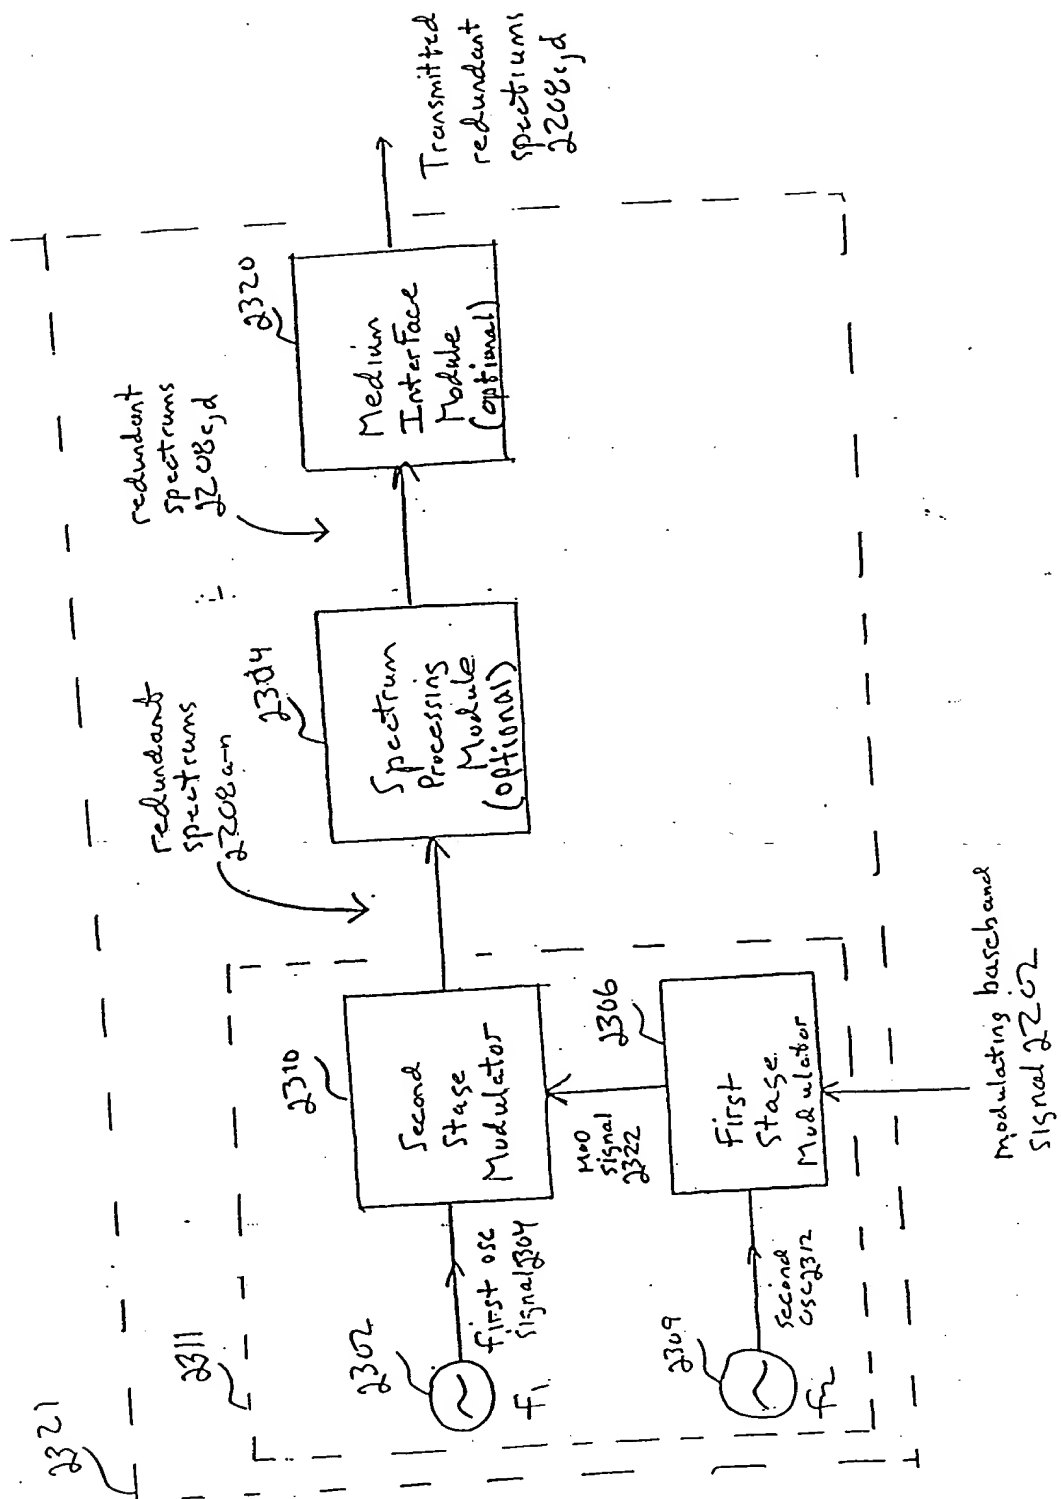 2321
2311
2302
F1
First osc
signal 2304
2310
Second
Stage
Modulator
redundant
spectrums
2208a-n
2304
Spectrum
Processing
Module
(optional)
redundant
spectrums
2208c,d
2320
Medium
InterFace
Module
(optional)
Transmitted
redundant
spectrums
2208c,d
2309
F2
second
osc 2312
MOD
signal
2322
2306
First
Stage
Modulator
modulating baseband
signal 2202